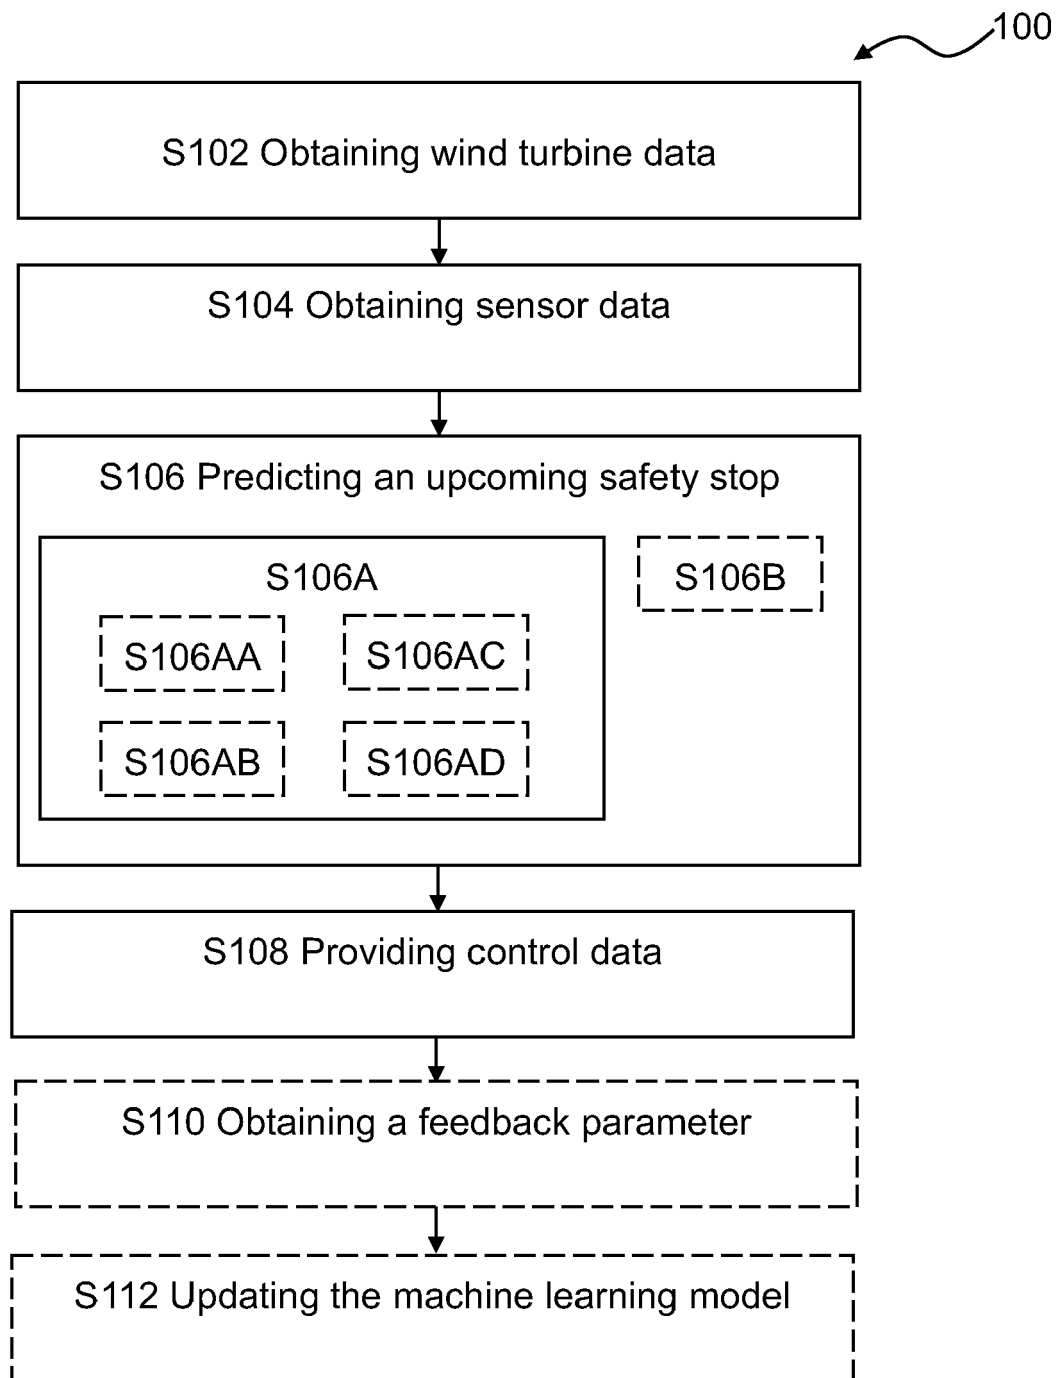 100
S102 Obtaining wind turbine data
S104 Obtaining sensor data
S106 Predicting an upcoming safety stop
S106A
S106B
S106AA
S106AC
S106AB
S106AD
S108 Providing control data
S110 Obtaining a feedback parameter
S112 Updating the machine learning model